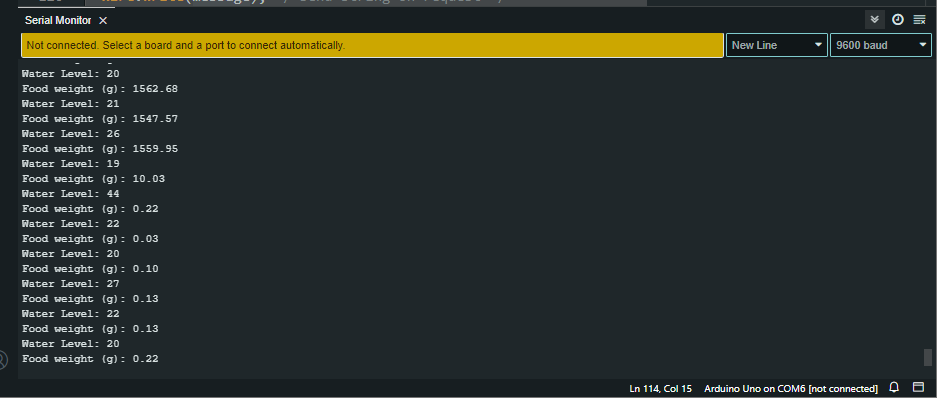 Serial Monitor
Not connected. Select a board and a port to connect automatically.
New Line
9600 baud
Water Level: 20
Food weight (g): 1562.68
Water Level: 21
Food weight (g): 1547.57
Water Level: 26
Food weight (g): 1559.95
Water Level: 19
Food weight (g): 10.03
Water Level: 44
Food weight (g): 0.22
Water Level: 22
Food weight (g): 0.03
Water Level: 20
Food weight (g): 0.10
Water Level: 27
Food weight (g): 0.13
Water Level: 22
Food weight (g): 0.13
Water Level: 20
Food weight (g): 0.22
Ln 114, Col 15 Arduino Uno on COM6 [not connected]